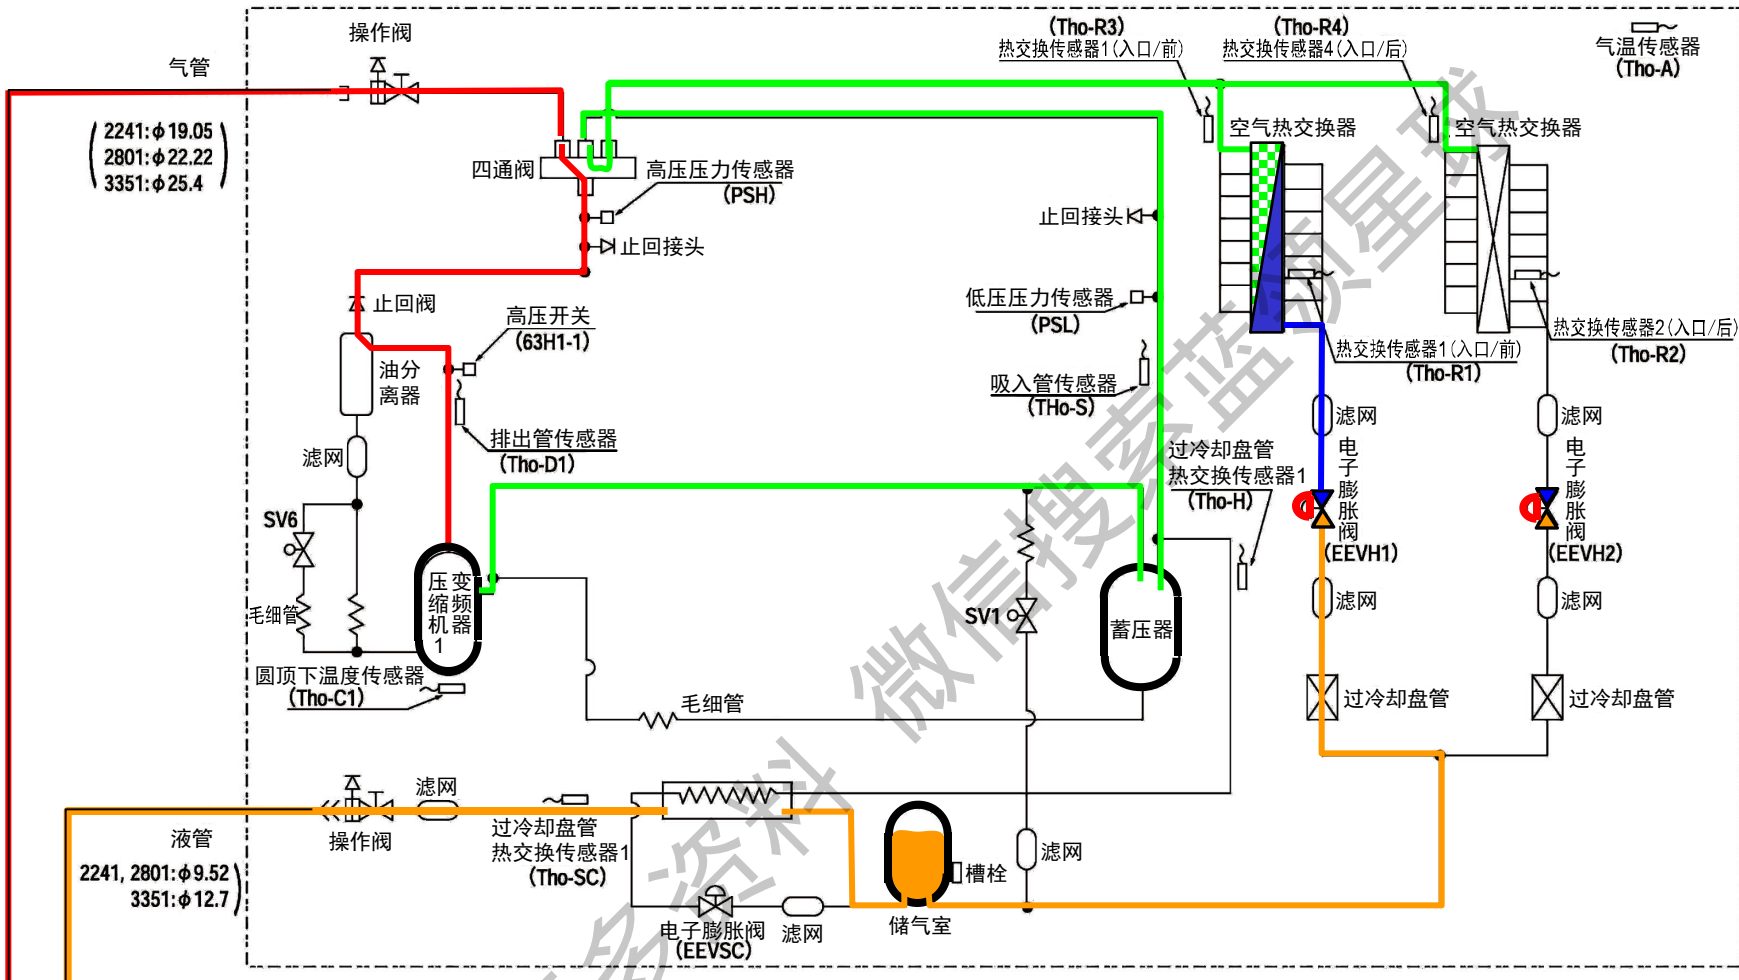 操作阀
气管
2241:ϕ19.05
2801:ϕ22.22
3351:ϕ25.4
四通阀
高压压力传感器
(PSH)
止回接头
止回阀
高压开关
(63H1-1)
油分
离器
排出管传感器
(Tho-D1)
滤网
SV6
毛细管
变频器
压缩机1
圆顶下温度传感器
(Tho-C1)
(Tho-R3)
热交换传感器1(入口/前)
(Tho-R4)
热交换传感器4(入口/后)
气温传感器
(Tho-A)
空气热交换器
空气热交换器
止回接头
低压压力传感器
(PSL)
吸入管传感器
(THo-S)
过冷却盘管
热交换传感器1
(Tho-H)
热交换传感器1(入口/前)
(Tho-R1)
热交换传感器2(入口/后)
(Tho-R2)
滤网
滤网
电子膨胀阀
(EEVH1)
电子膨胀阀
(EEVH2)
滤网
滤网
过冷却盘管
过冷却盘管
SV1
蓄压器
毛细管
滤网
操作阀
液管
2241, 2801:ϕ9.52
3351:ϕ12.7
过冷却盘管
热交换传感器1
(Tho-SC)
电子膨胀阀
(EEVSC)
滤网
储气室
槽栓
滤网
多资料 微信搜索蓝频星球